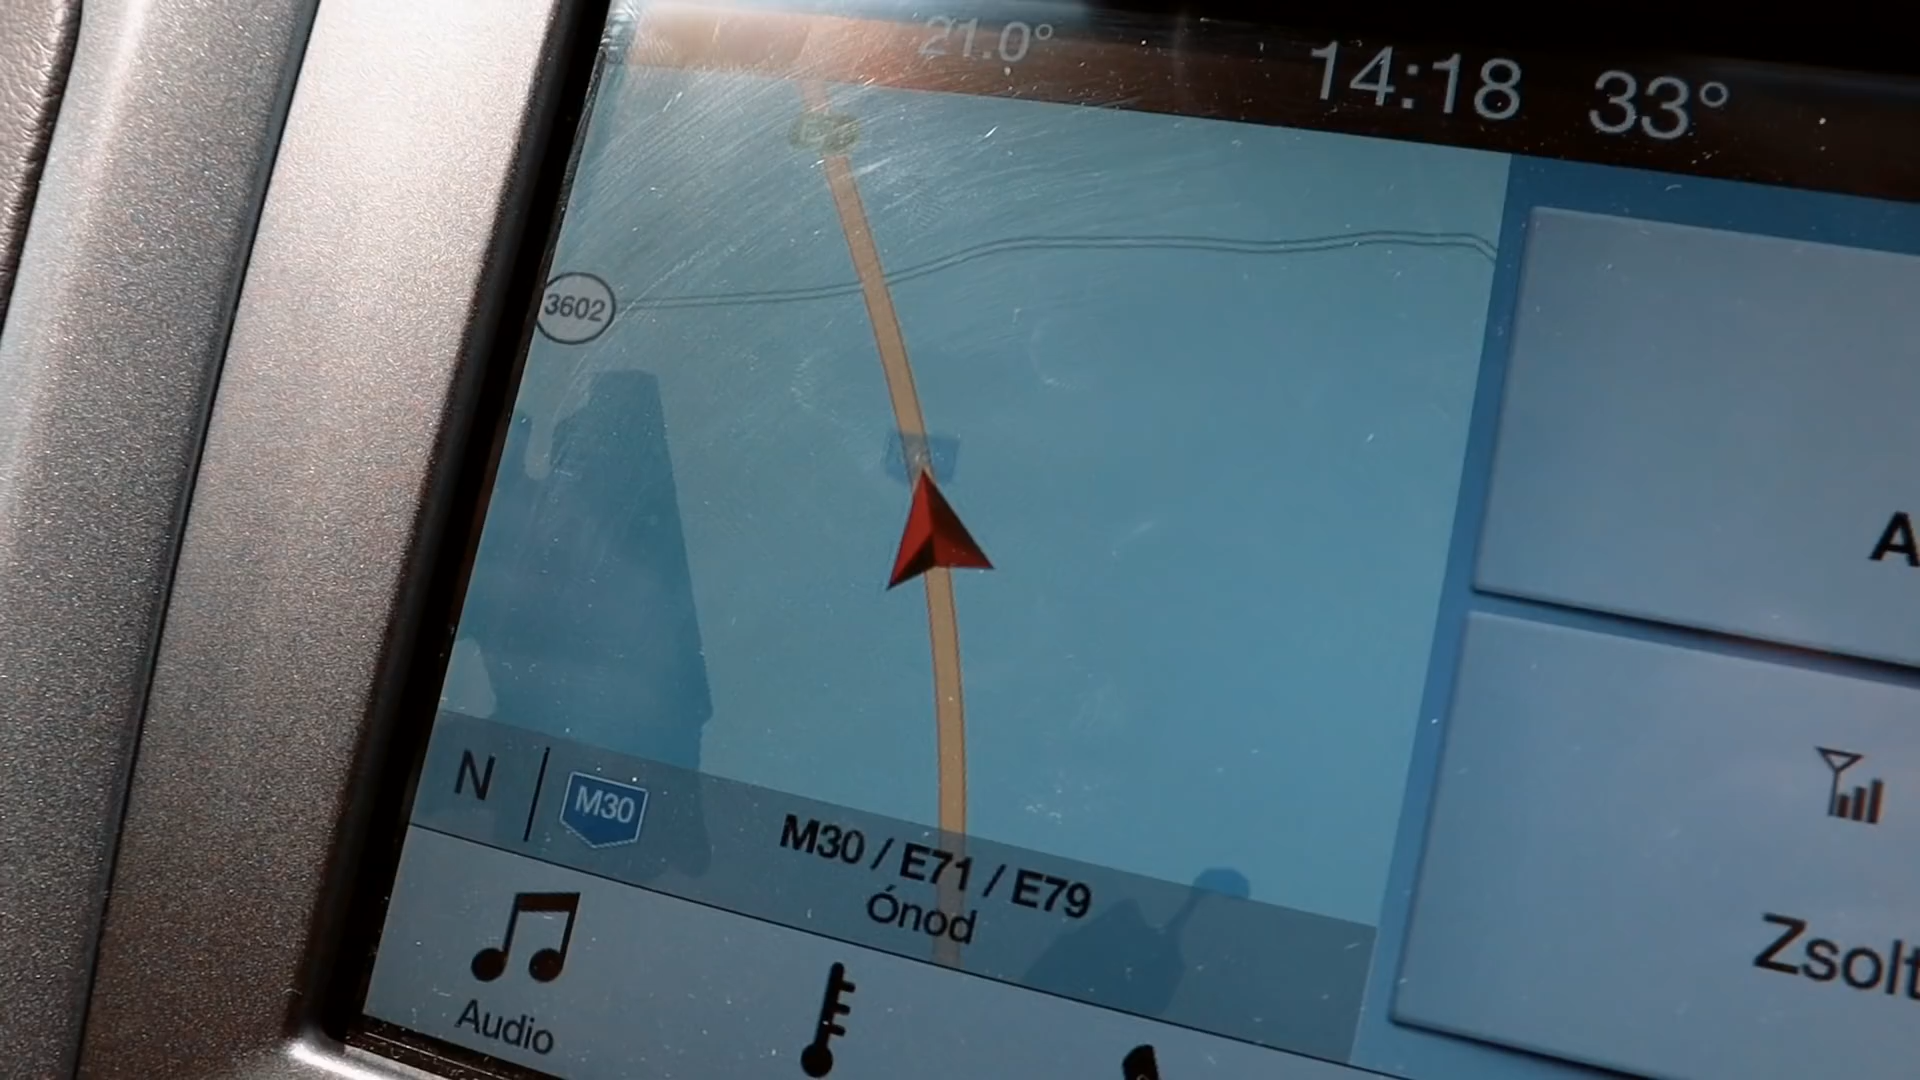 21.0°
14:18 33°
3602
N
M30
M30 / E71 / E79
Ónod
Audio
A
Zsolt